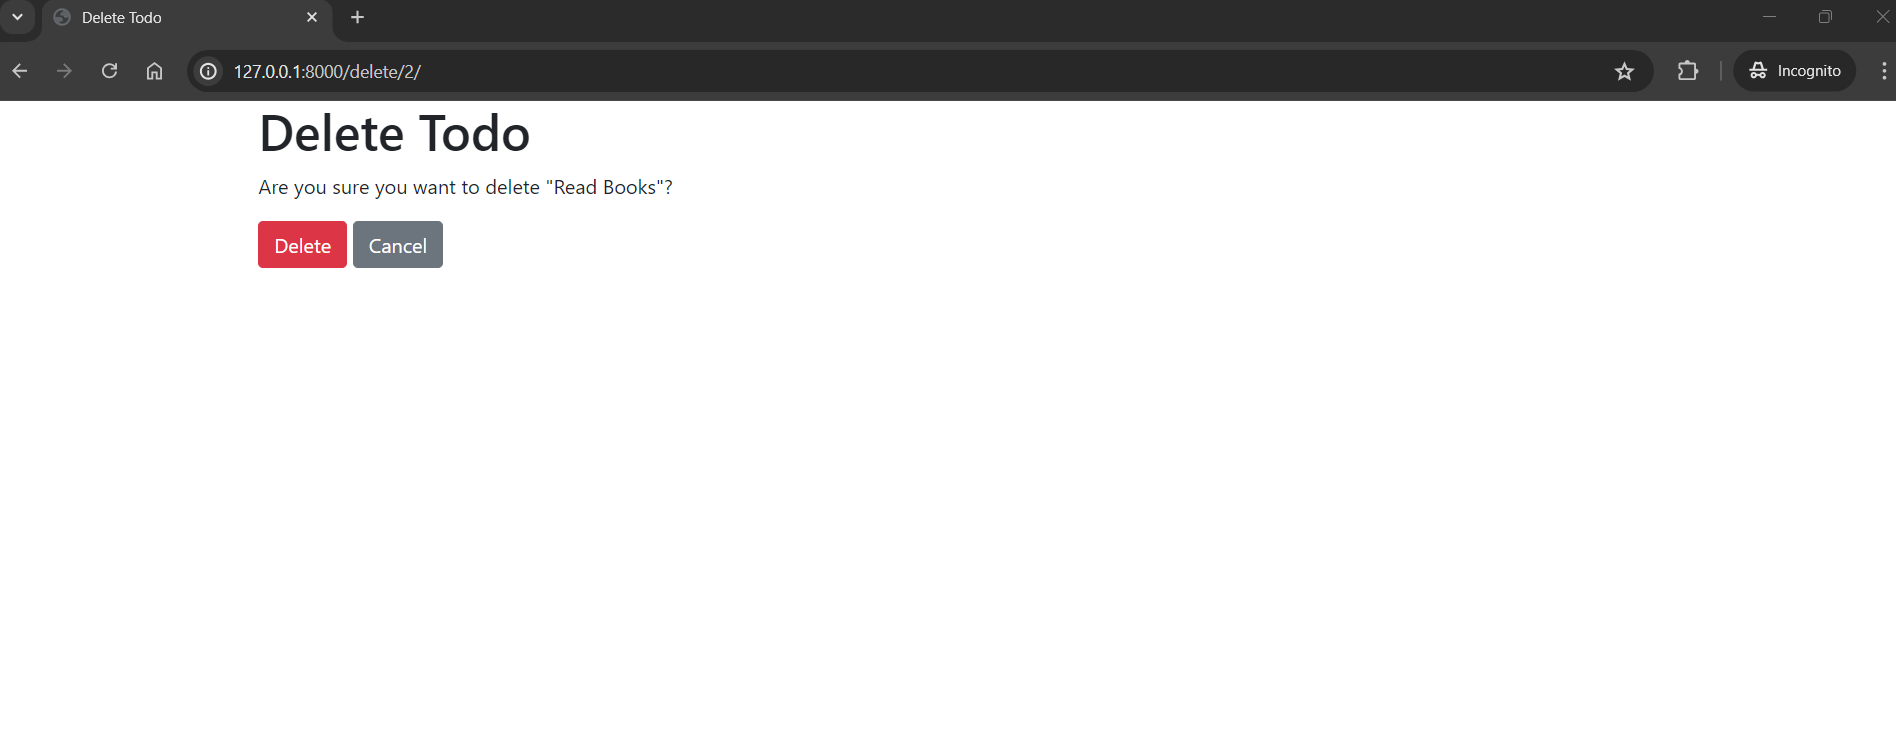 Delete Todo
127.0.0.1:8000/delete/2/
Incognito
Delete Todo
Are you sure you want to delete "Read Books"?
Delete Cancel